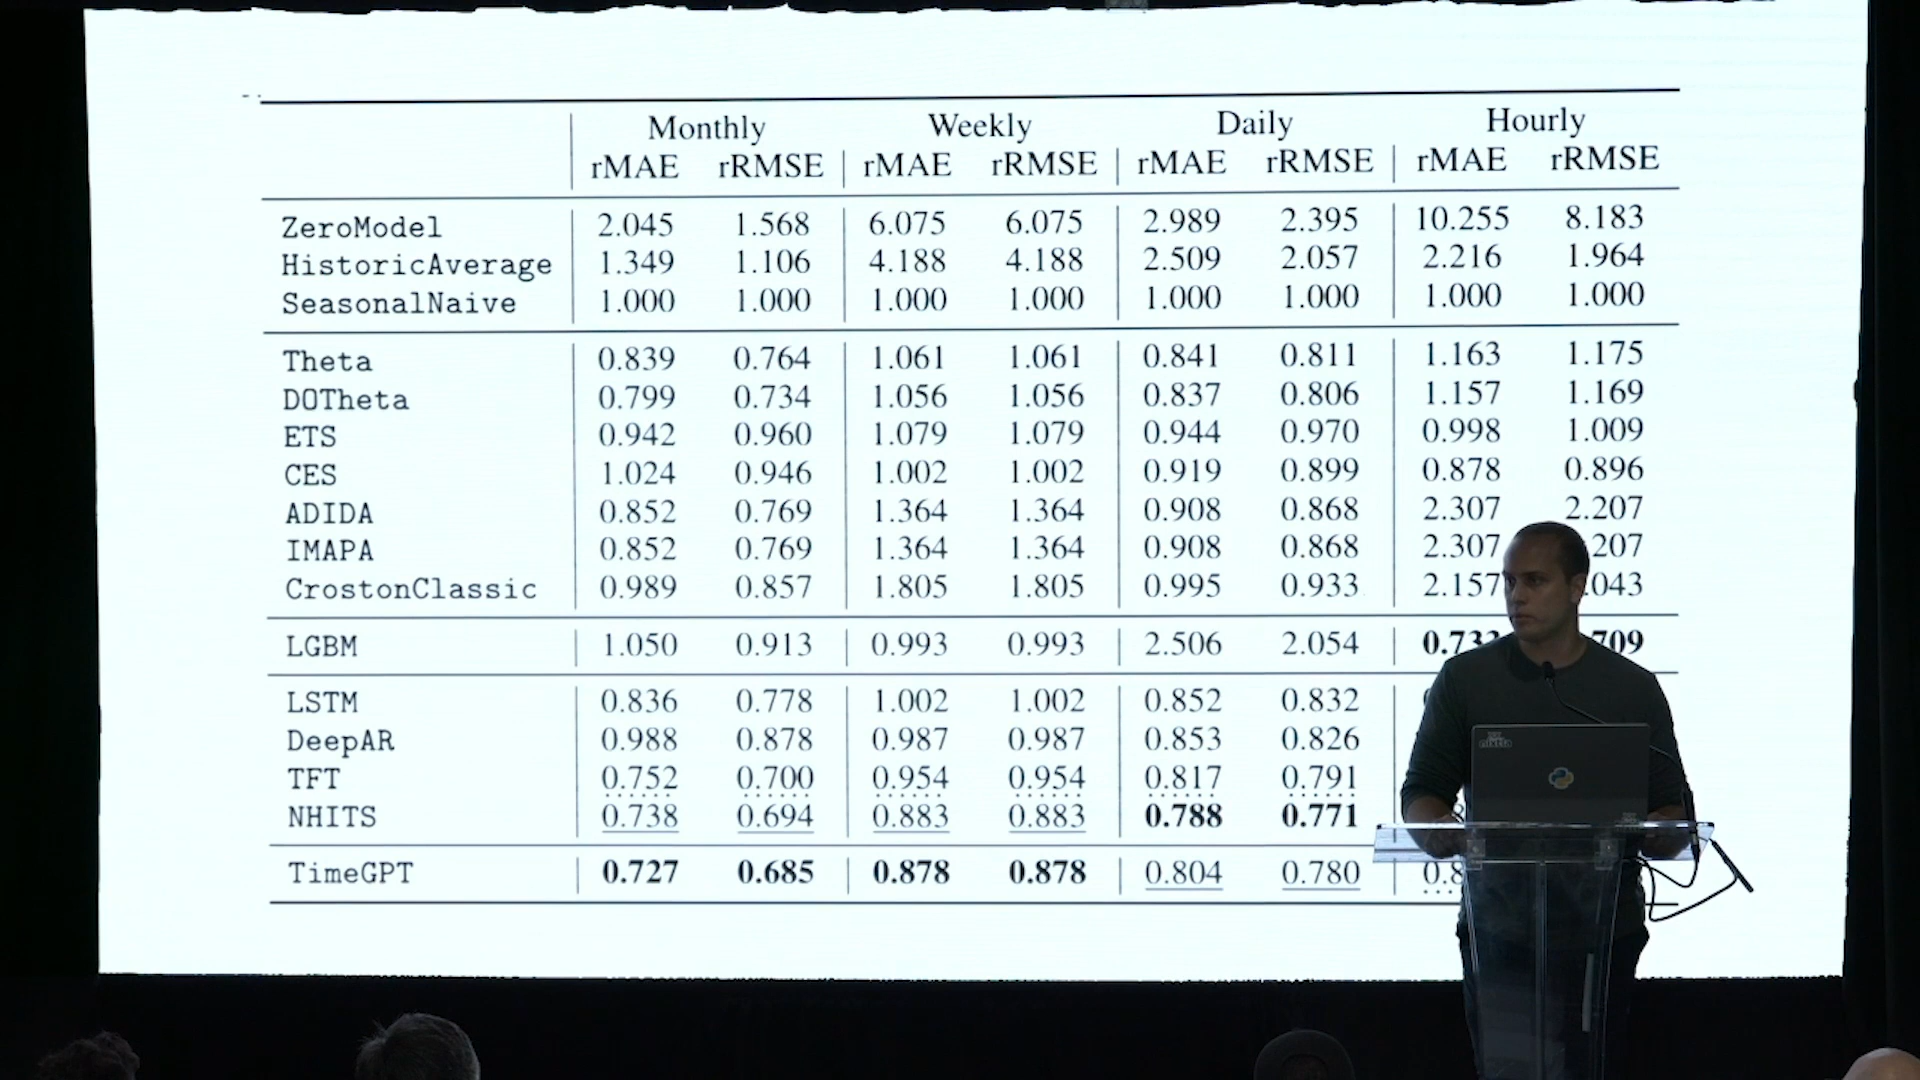 Monthly Weekly Daily Hourly
rMAE rRMSE rMAE rRMSE rMAE rRMSE rMAE rRMSE
ZeroModel 2.045 1.568 6.075 6.075 2.989 2.395 10.255 8.183
HistoricAverage 1.349 1.106 4.188 4.188 2.509 2.057 2.216 1.964
SeasonalNaive 1.000 1.000 1.000 1.000 1.000 1.000 1.000 1.000
Theta 0.839 0.764 1.061 1.061 0.841 0.811 1.163 1.175
DOTheta 0.799 0.734 1.056 1.056 0.837 0.806 1.157 1.169
ETS 0.942 0.960 1.079 1.079 0.944 0.970 0.998 1.009
CES 1.024 0.946 1.002 1.002 0.919 0.899 0.878 0.896
ADIDA 0.852 0.769 1.364 1.364 0.908 0.868 2.307 2.207
IMAPA 0.852 0.769 1.364 1.364 0.908 0.868 2.307 207
CrostonClassic 0.989 0.857 1.805 1.805 0.995 0.933 2.157 .043
LGBM 1.050 0.913 0.993 0.993 2.506 2.054 0.73 709
LSTM 0.836 0.778 1.002 1.002 0.852 0.832
DeepAR 0.988 0.878 0.987 0.987 0.853 0.826
TFT 0.752 0.700 0.954 0.954 0.817 0.791
NHITS 0.738 0.694 0.883 0.883 0.788 0.771
TimeGPT 0.727 0.685 0.878 0.878 0.804 0.780 0.8